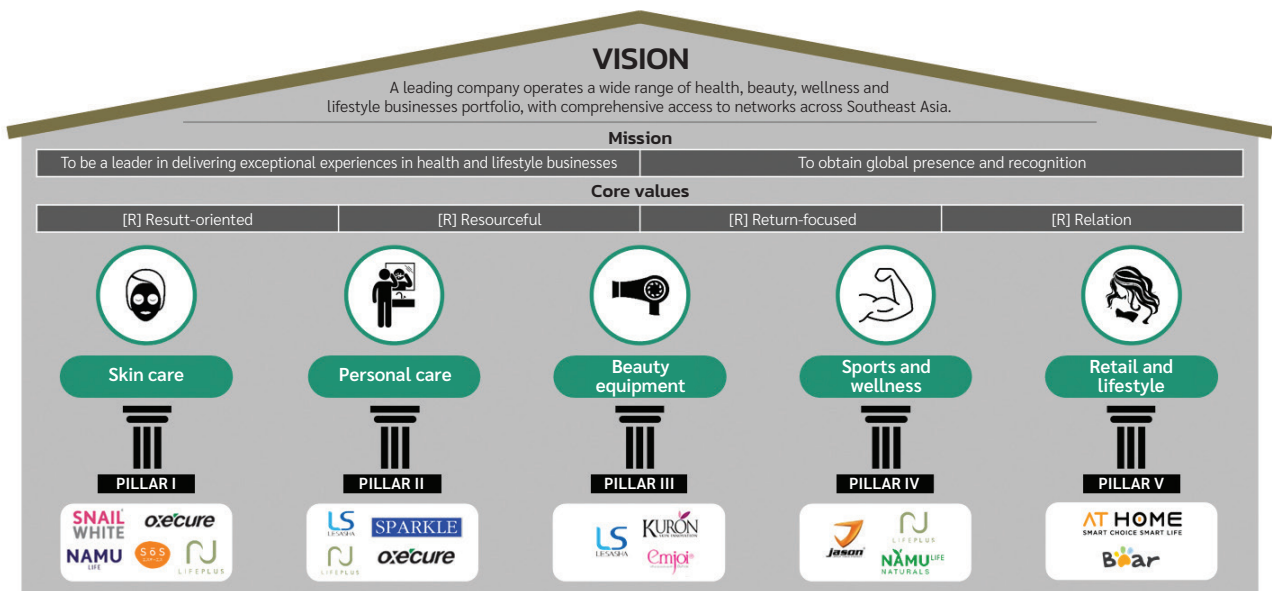 VISION
A leading company operates a wide range of health, beauty, wellness and
lifestyle businesses portfolio, with comprehensive access to networks across Southeast Asia.
Mission
To be a leader in delivering exceptional experiences in health and lifestyle businesses
To obtain global presence and recognition
Core values
[R] Resutt-oriented
[R] Resourceful
[R] Return-focused
[R] Relation
Skin care
Personal care
Beauty
equipment
Sports and
wellness
Retail and
lifestyle
PILLAR I
PILLAR II
PILLAR III
PILLAR IV
PILLAR V
SNAIL
WHITE
oxecure
NAMU
LIFE
SōS
LIFEPLUS
LS
LESASHA
SPARKLE
LIFEPLUS
oxecure
LS
LESASHA
KURON
SKIN INNOVATION
emjoi®
Jason
LIFEPLUS
NAMU LIFE
NATURALS
AT HOME
SMART CHOICE SMART LIFE
Boar